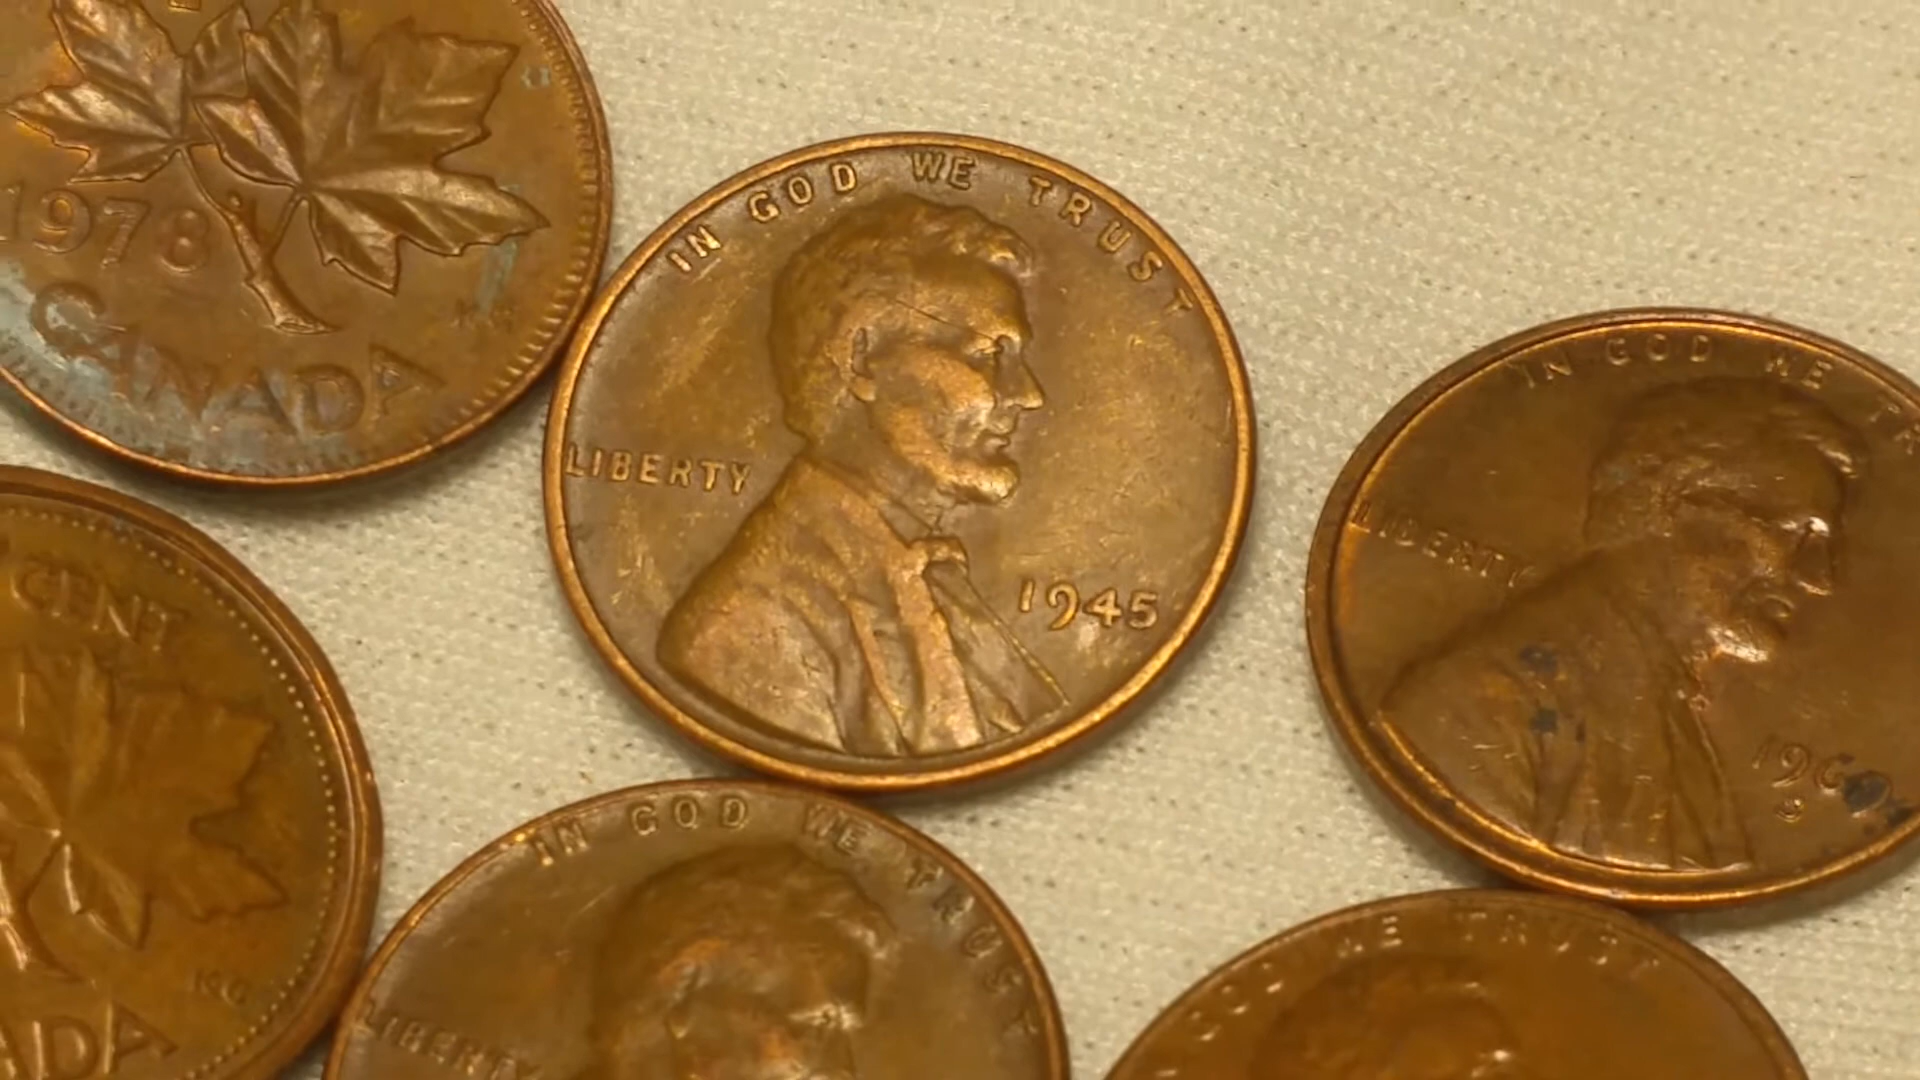 1978
CANADA
IN GOD WE TRUST
LIBERTY
1945
IN GOD WE
LIBERTY
CENT
KG
IN GOD WE TRUST
LIBERTY
WE TRUST